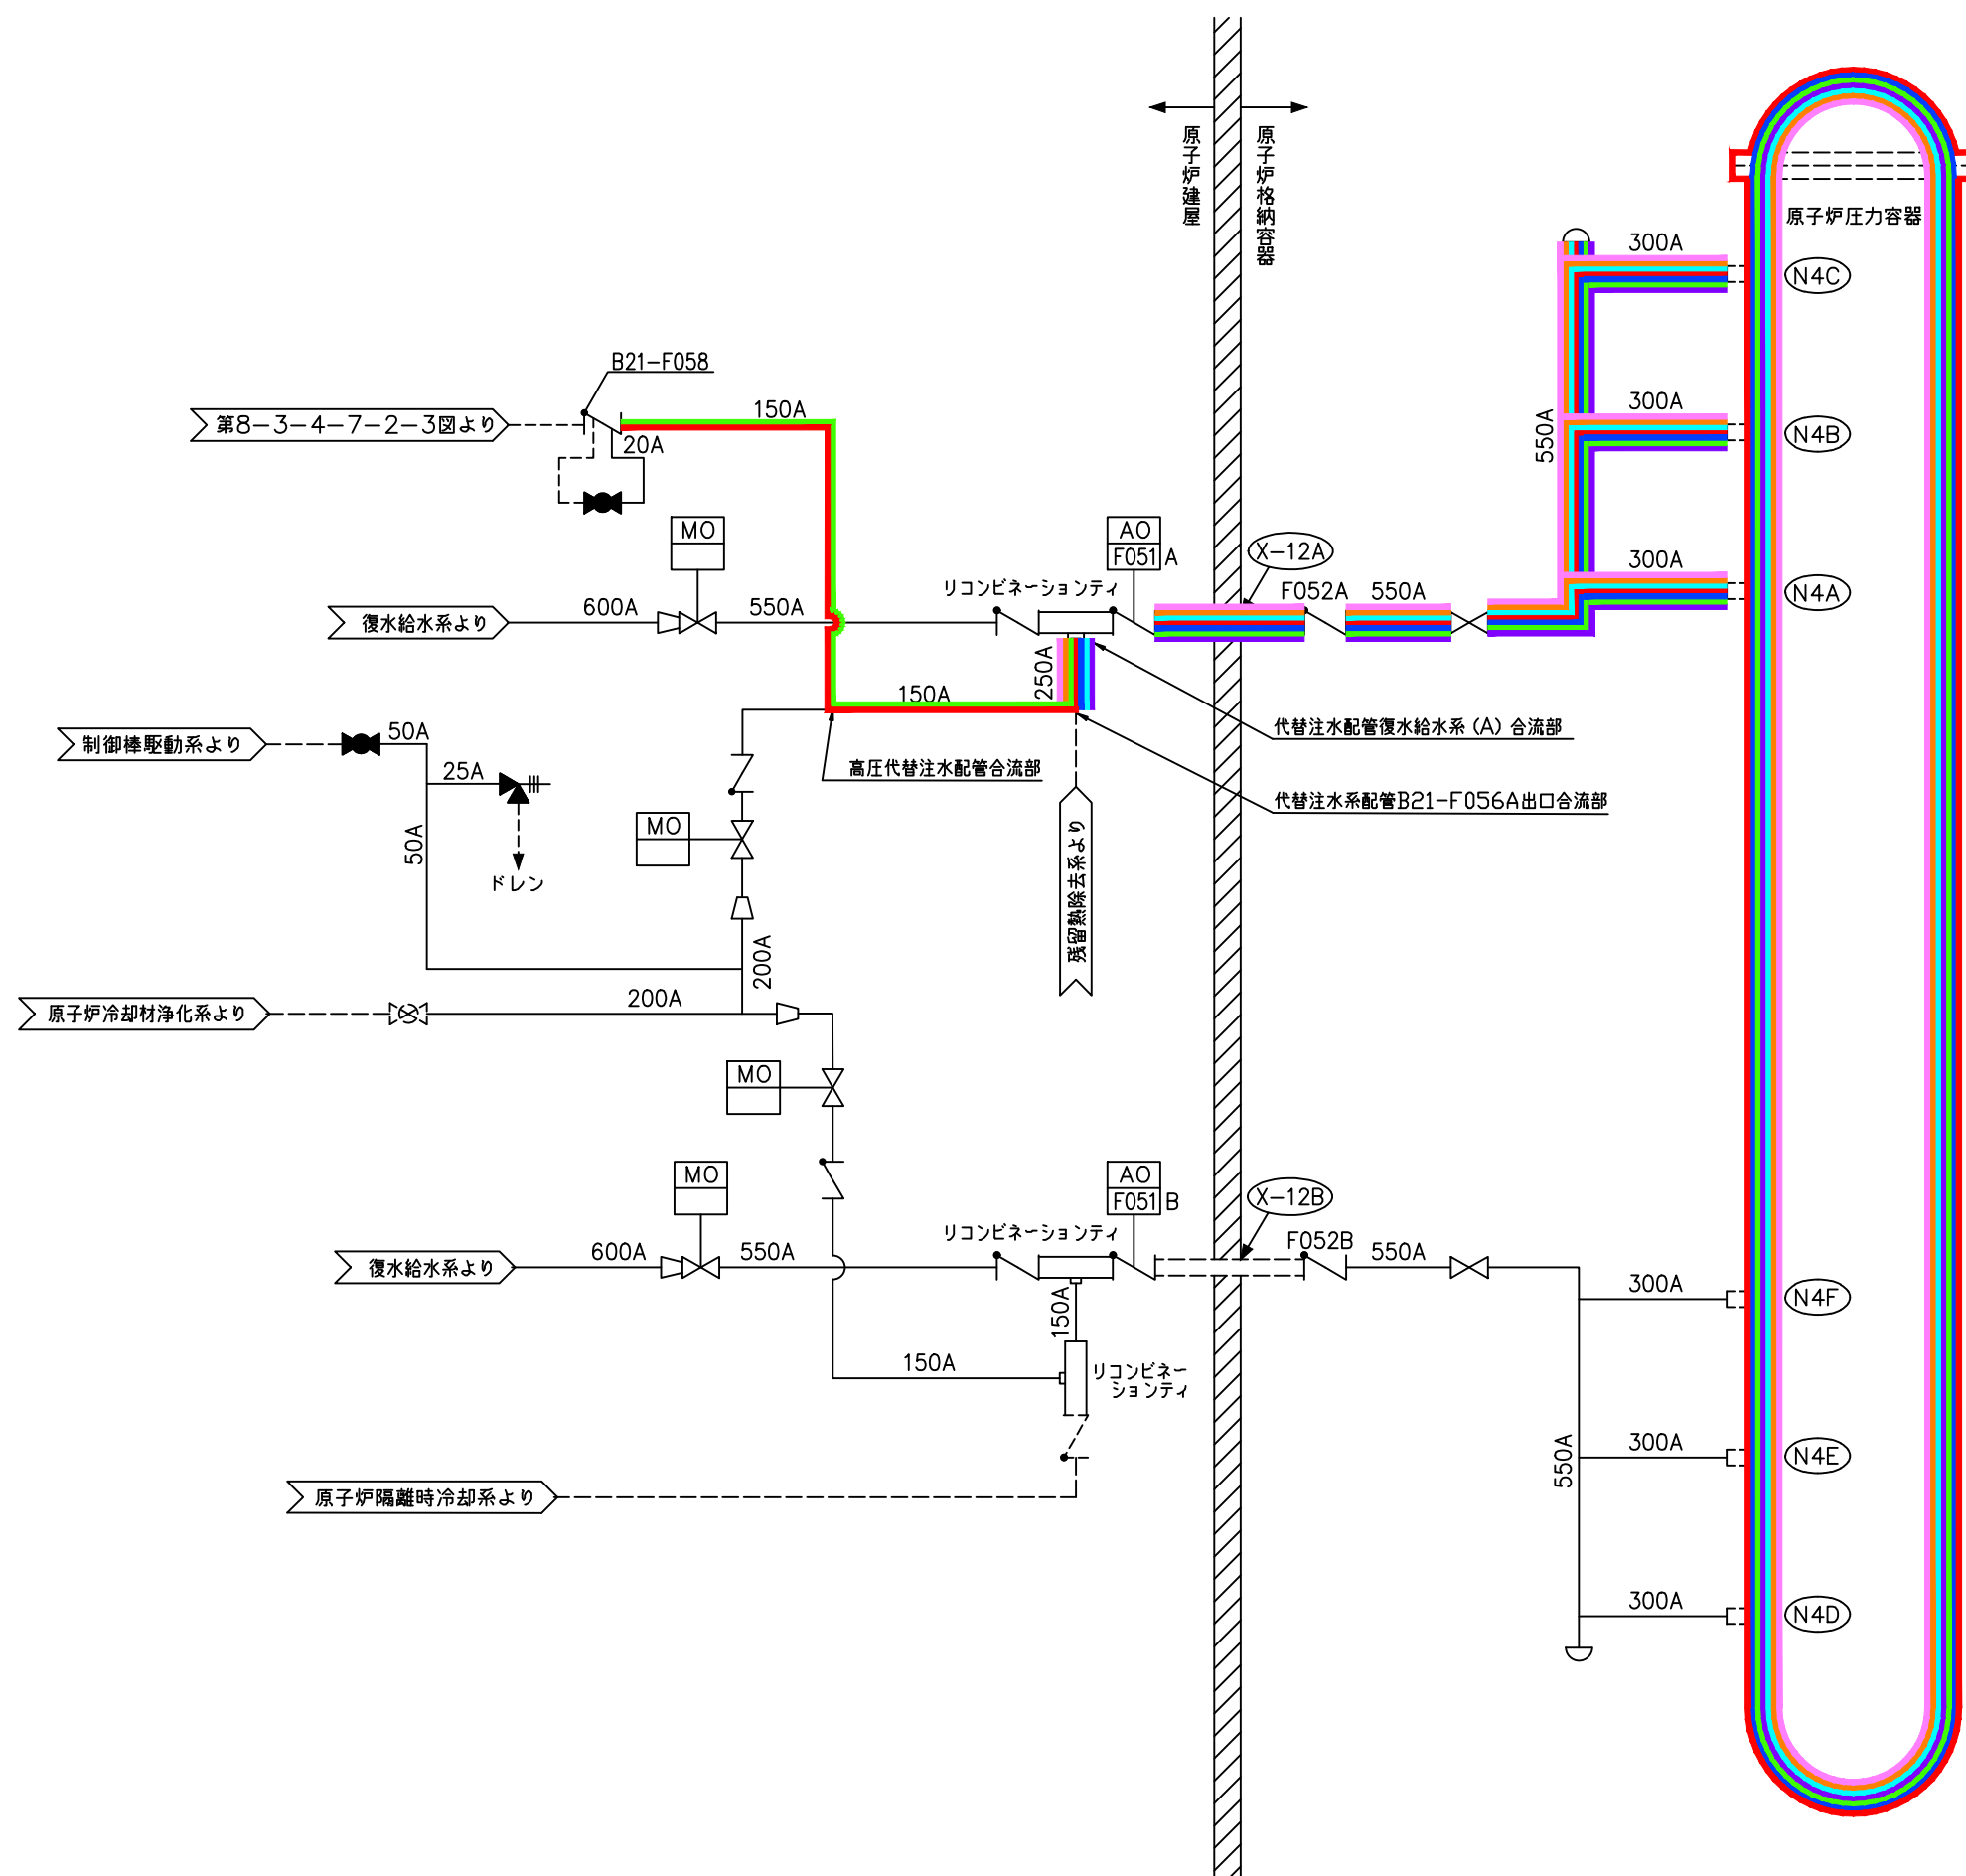 原子炉建屋
原子炉格納容器
原子炉圧力容器
300A
N4C
B21-F058
第8-3-4-7-2-3図より
150A
20A
300A
N4B
550A
MO
AO
F051 A
X-12A
300A
N4A
リコンビネーションティ
F052A
550A
復水給水系より
600A
550A
250A
150A
代替注水配管復水給水系(A)合流部
制御棒駆動系より
50A
25A
高圧代替注水配管合流部
代替注水系配管B21-F056A出口合流部
50A
MO
ドレン
残留熱除去系より
200A
原子炉冷却材浄化系より
200A
MO
MO
AO
F051 B
X-12B
リコンビネーションティ
F052B
復水給水系より
600A
550A
550A
300A
N4F
150A
150A
リコンビネー
ションティ
300A
N4E
550A
原子炉隔離時冷却系より
300A
N4D